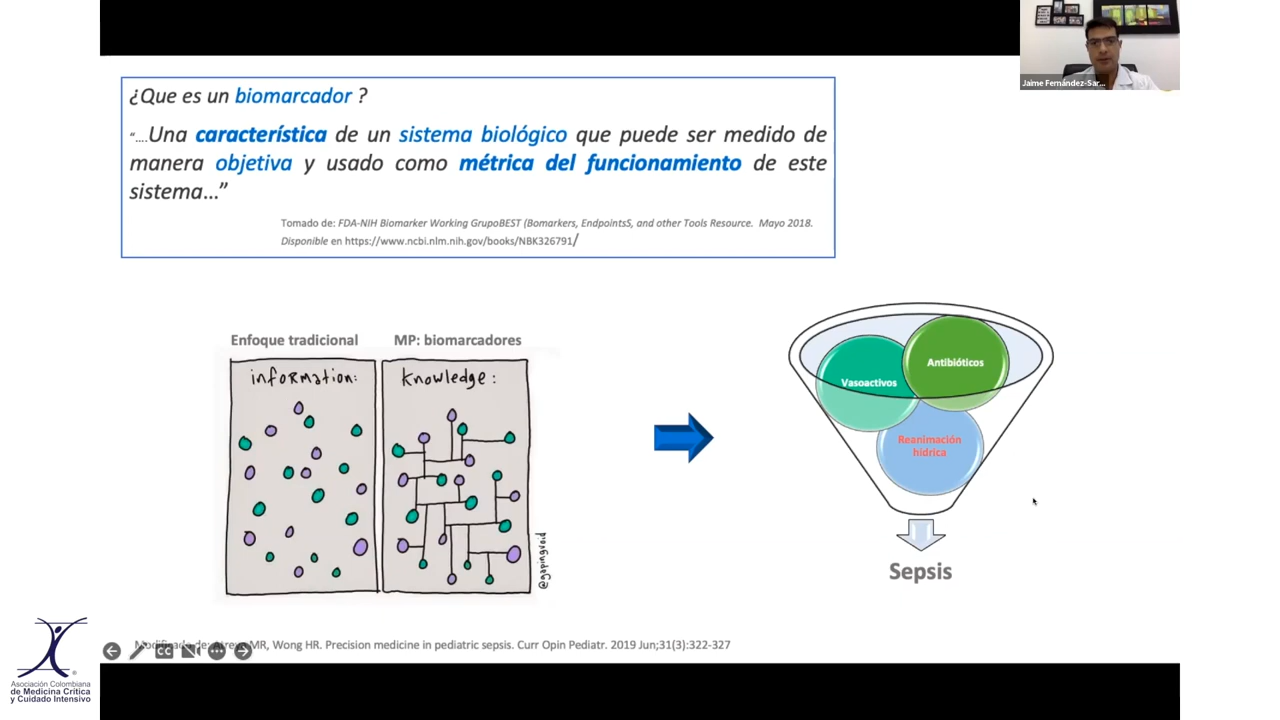 Jaime Fernández-Sar...
¿Que es un biomarcador ?
“....Una característica de un sistema biológico que puede ser medido de
manera objetiva y usado como métrica del funcionamiento de este
sistema...”
Tomado de: FDA-NIH Biomarker Working GrupoBEST (Bomarkers, EndpointsS, and other Tools Resource. Mayo 2018.
Disponible en https://www.ncbi.nlm.nih.gov/books/NBK326791/
Enfoque tradicional
MP: biomarcadores
information:
knowledge:
@gapingvoid
Vasoactivos
Antibióticos
Reanimación
hídrica
Sepsis
Modificado de: Atreya MR, Wong HR. Precision medicine in pediatric sepsis. Curr Opin Pediatr. 2019 Jun;31(3):322-327
CC
Asociación Colombiana
de Medicina Crítica
y Cuidado Intensivo